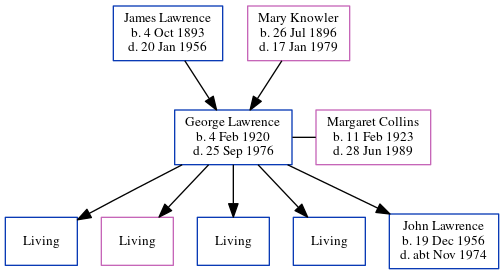 James Lawrence
b. 4 Oct 1893
d. 20 Jan 1956
Mary Knowler
b. 26 Jul 1896
d. 17 Jan 1979
George Lawrence
b. 4 Feb 1920
d. 25 Sep 1976
Margaret Collins
b. 11 Feb 1923
d. 28 Jun 1989
Living
Living
Living
Living
John Lawrence
b. 19 Dec 1956
d. abt Nov 1974